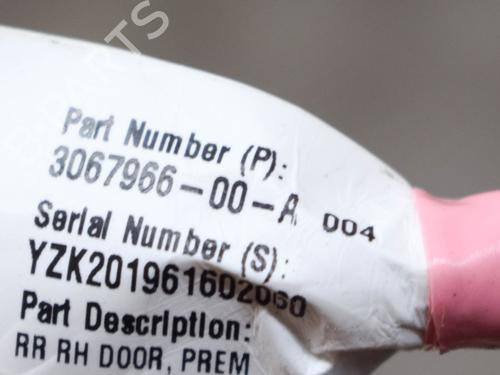 Part Number (P):
3067966-00-A 004
Serial Number (S):
YZK201961602060
Part Description:
RR RH DOOR, PREM